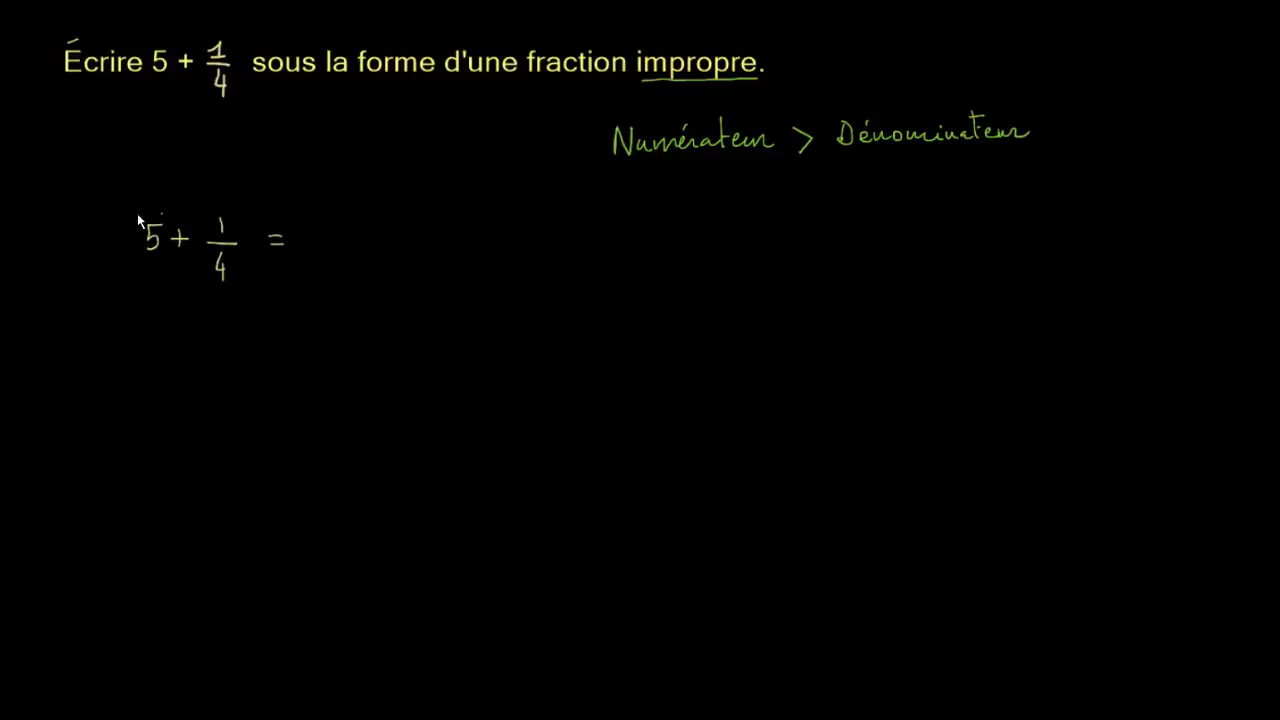 Écrire 5 + 1/4 sous la forme d'une fraction impropre.
Numérateur > Dénominateur
5 + 1/4 =